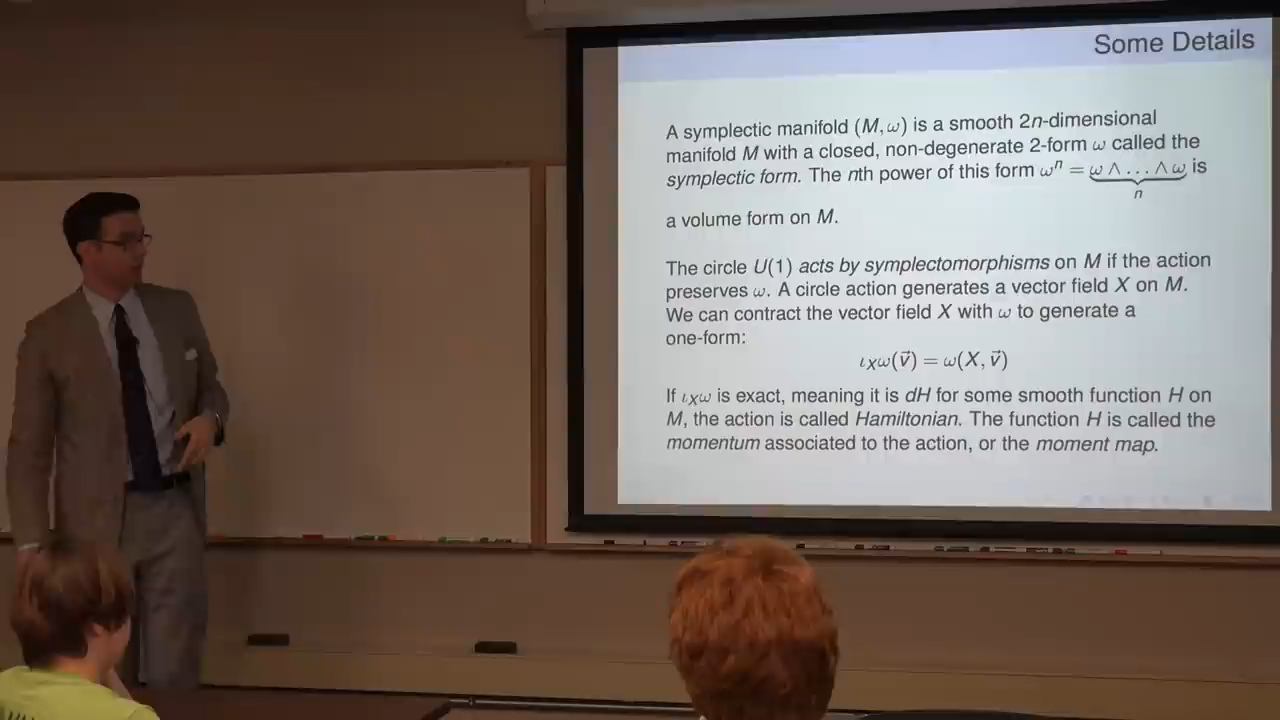 Some Details
A symplectic manifold (M, ω) is a smooth 2n-dimensional
manifold M with a closed, non-degenerate 2-form ω called the
symplectic form. The nth power of this form ωⁿ = ω ∧ . . . ∧ ω is
n
a volume form on M.
The circle U(1) acts by symplectomorphisms on M if the action
preserves ω. A circle action generates a vector field X on M.
We can contract the vector field X with ω to generate a
one-form:
ι_Xω(v⃗) = ω(X, v⃗)
If ι_Xω is exact, meaning it is dH for some smooth function H on
M, the action is called Hamiltonian. The function H is called the
momentum associated to the action, or the moment map.